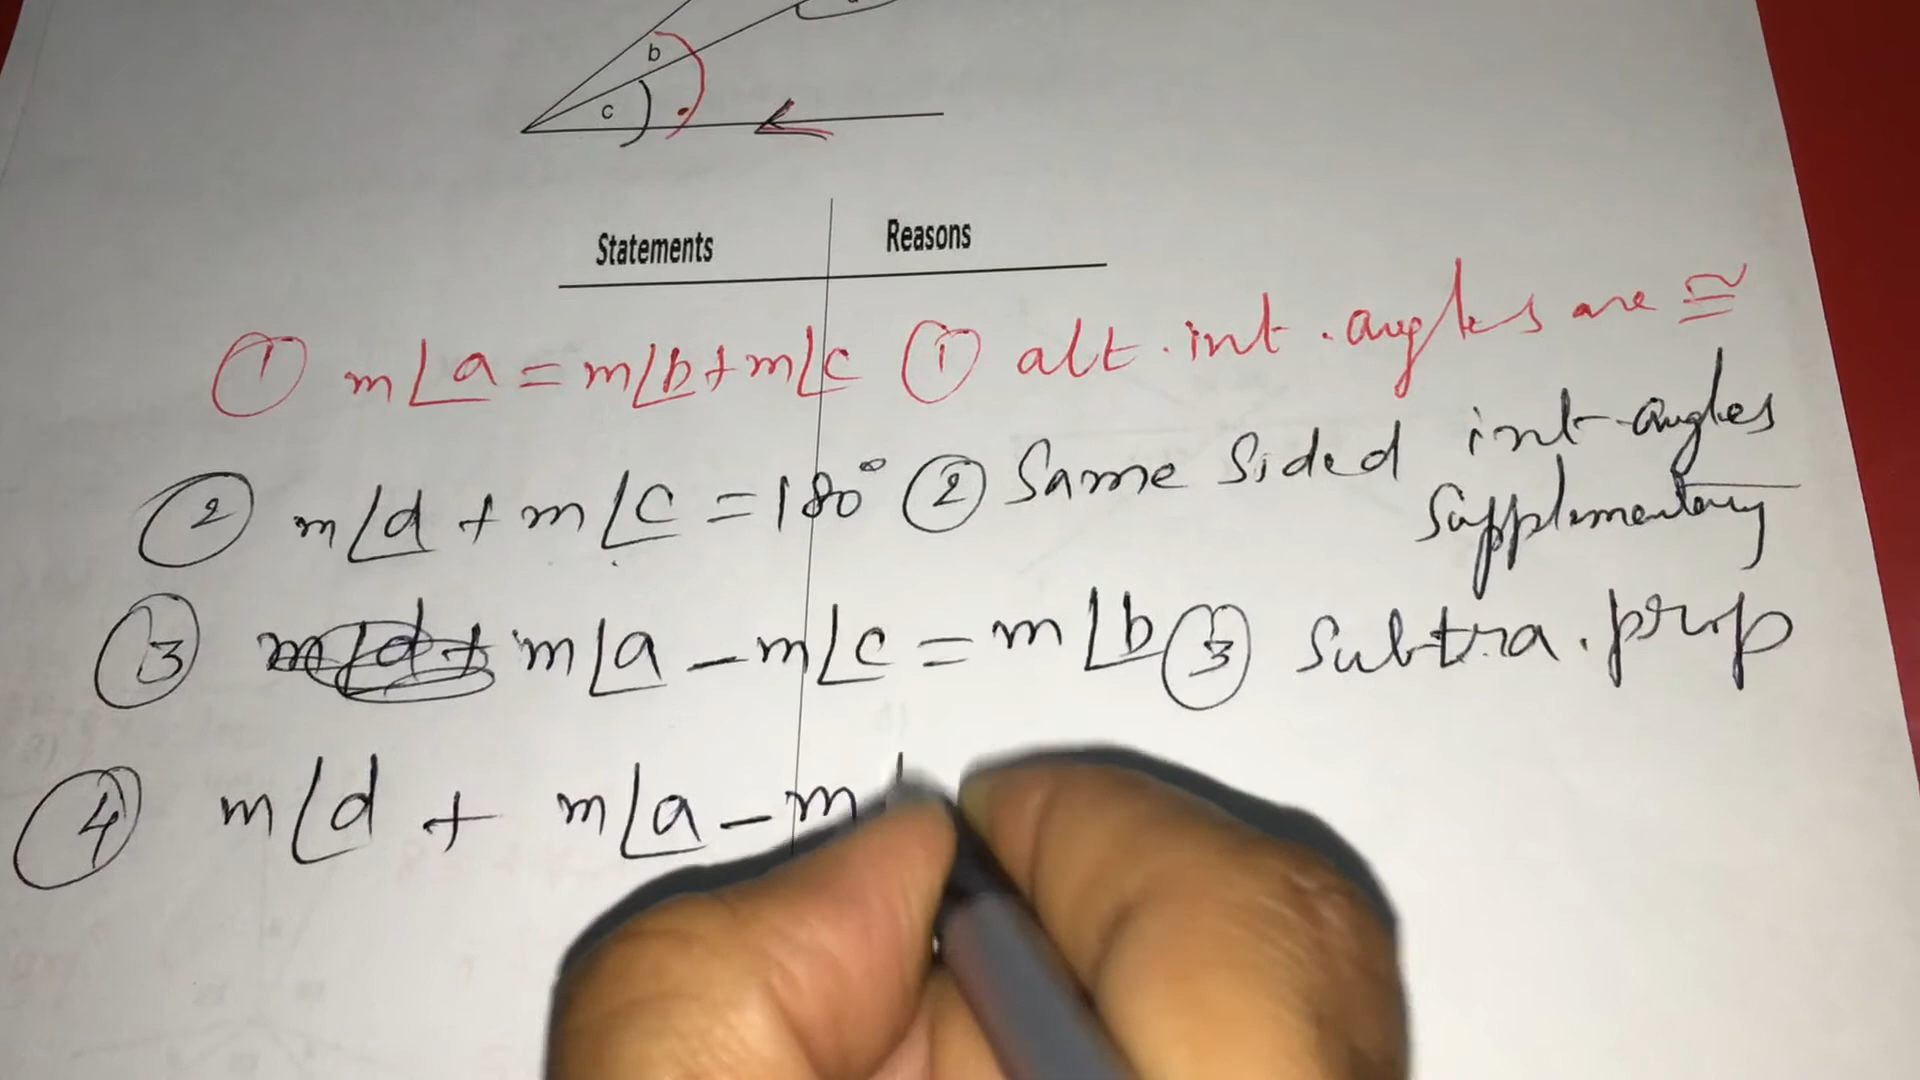 b
c
Statements Reasons
① m∠a = m∠b + m∠c ① alt. int. angles are ≅
② m∠d + m∠c = 180° ② Same Sided int angles
Supplementary
③ m∠a - m∠c = m∠b ③ Subtra. prop
④ m∠d + m∠a - m